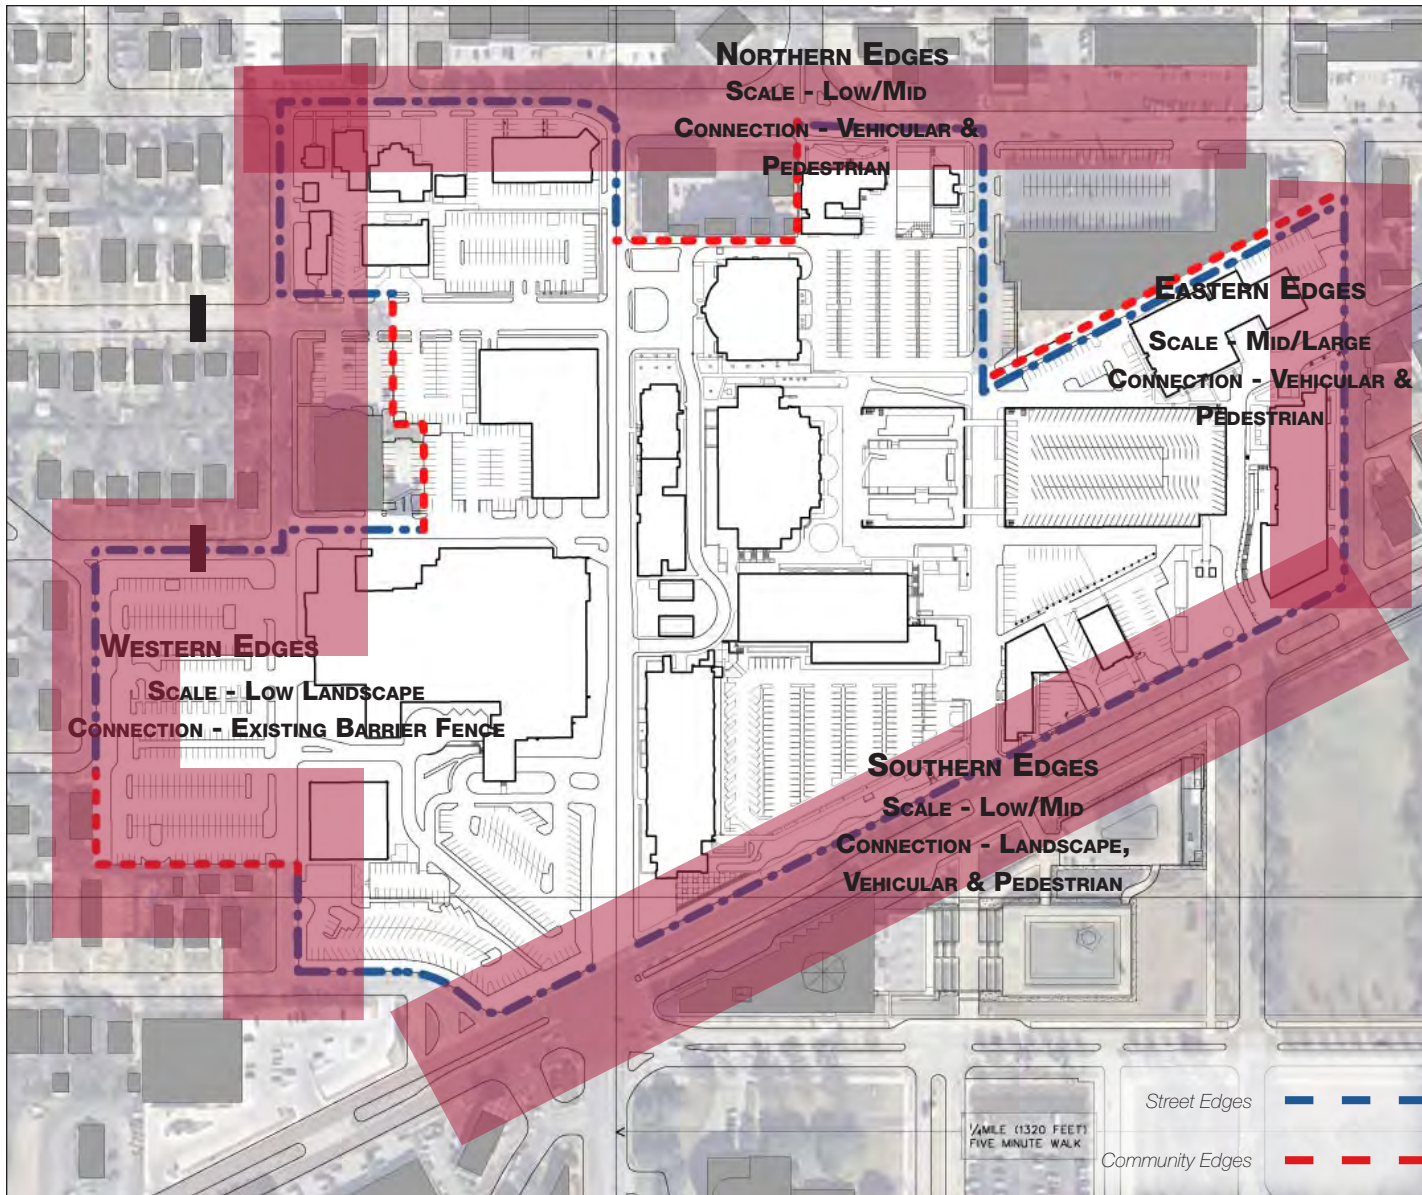 Northern Edges
Scale - Low/Mid
Connection - Vehicular &
Pedestrian
Eastern Edges
Scale - Mid/Large
Connection - Vehicular &
Pedestrian
Western Edges
Scale - Low Landscape
Connection - Existing Barrier Fence
Southern Edges
Scale - Low/Mid
Connection - Landscape,
Vehicular & Pedestrian
Street Edges
1/4MILE (1320 FEET)
FIVE MINUTE WALK
Community Edges